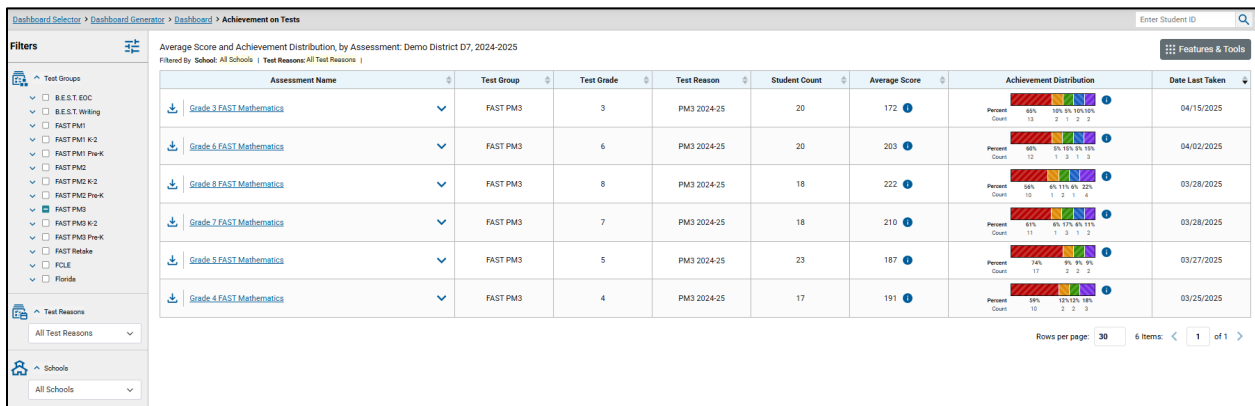 Dashboard Selector > Dashboard Generator > Dashboard > Achievement on Tests
Enter Student ID
Filters
Average Score and Achievement Distribution, by Assessment: Demo District D7, 2024-2025
Filtered By School: All Schools | Test Reasons: All Test Reasons |
Features & Tools
Test Groups
B.E.S.T. EOC
B.E.S.T. Writing
FAST PM1
FAST PM1 K-2
FAST PM1 Pre-K
FAST PM2
FAST PM2 K-2
FAST PM2 Pre-K
FAST PM3
FAST PM3 K-2
FAST PM3 Pre-K
FAST Retake
FCLE
Florida
Test Reasons
All Test Reasons
Schools
All Schools
Assessment Name Test Group Test Grade Test Reason Student Count Average Score Achievement Distribution Date Last Taken
Grade 3 FAST Mathematics FAST PM3 3 PM3 2024-25 20 172 04/15/2025
Percent 65% 10% 5% 10% 10%
Count 13 2 1 2 2
Grade 6 FAST Mathematics FAST PM3 6 PM3 2024-25 20 203 04/02/2025
Percent 60% 5% 15% 5% 15%
Count 12 1 3 1 3
Grade 8 FAST Mathematics FAST PM3 8 PM3 2024-25 18 222 03/28/2025
Percent 56% 6% 11% 6% 22%
Count 10 1 2 1 4
Grade 7 FAST Mathematics FAST PM3 7 PM3 2024-25 18 210 03/28/2025
Percent 61% 6% 17% 6% 11%
Count 11 1 3 1 2
Grade 5 FAST Mathematics FAST PM3 5 PM3 2024-25 23 187 03/27/2025
Percent 74% 9% 9% 9%
Count 17 2 2 2
Grade 4 FAST Mathematics FAST PM3 4 PM3 2024-25 17 191 03/25/2025
Percent 59% 12% 12% 18%
Count 10 2 2 3
Rows per page: 30 6 Items: 1 of 1